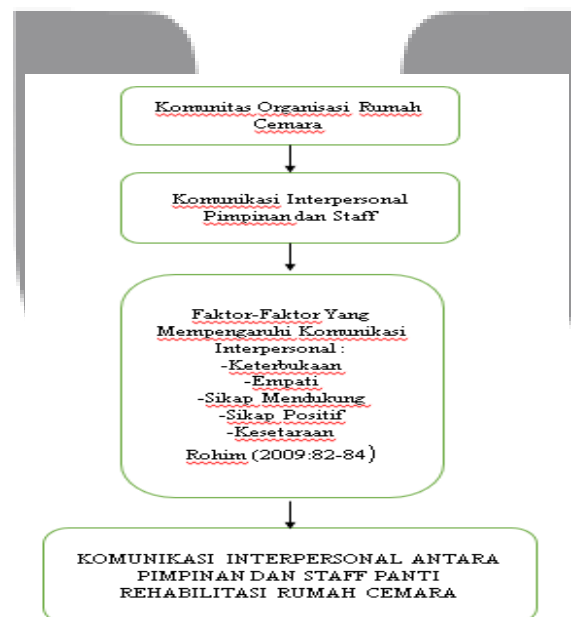 Komunitas Organisasi Rumah
Cemara
Komunikasi Interpersonal
Pimpinan dan Staff
Faktor-Faktor Yang
Mempengaruhi Komunikasi
Interpersonal :
-Keterbukaan
-Empati
-Sikap Mendukung
-Sikap Positif
-Kesetaraan
Rohim (2009:82-84)
KOMUNIKASI INTERPERSONAL ANTARA
PIMPINAN DAN STAFF PANTI
REHABILITASI RUMAH CEMARA